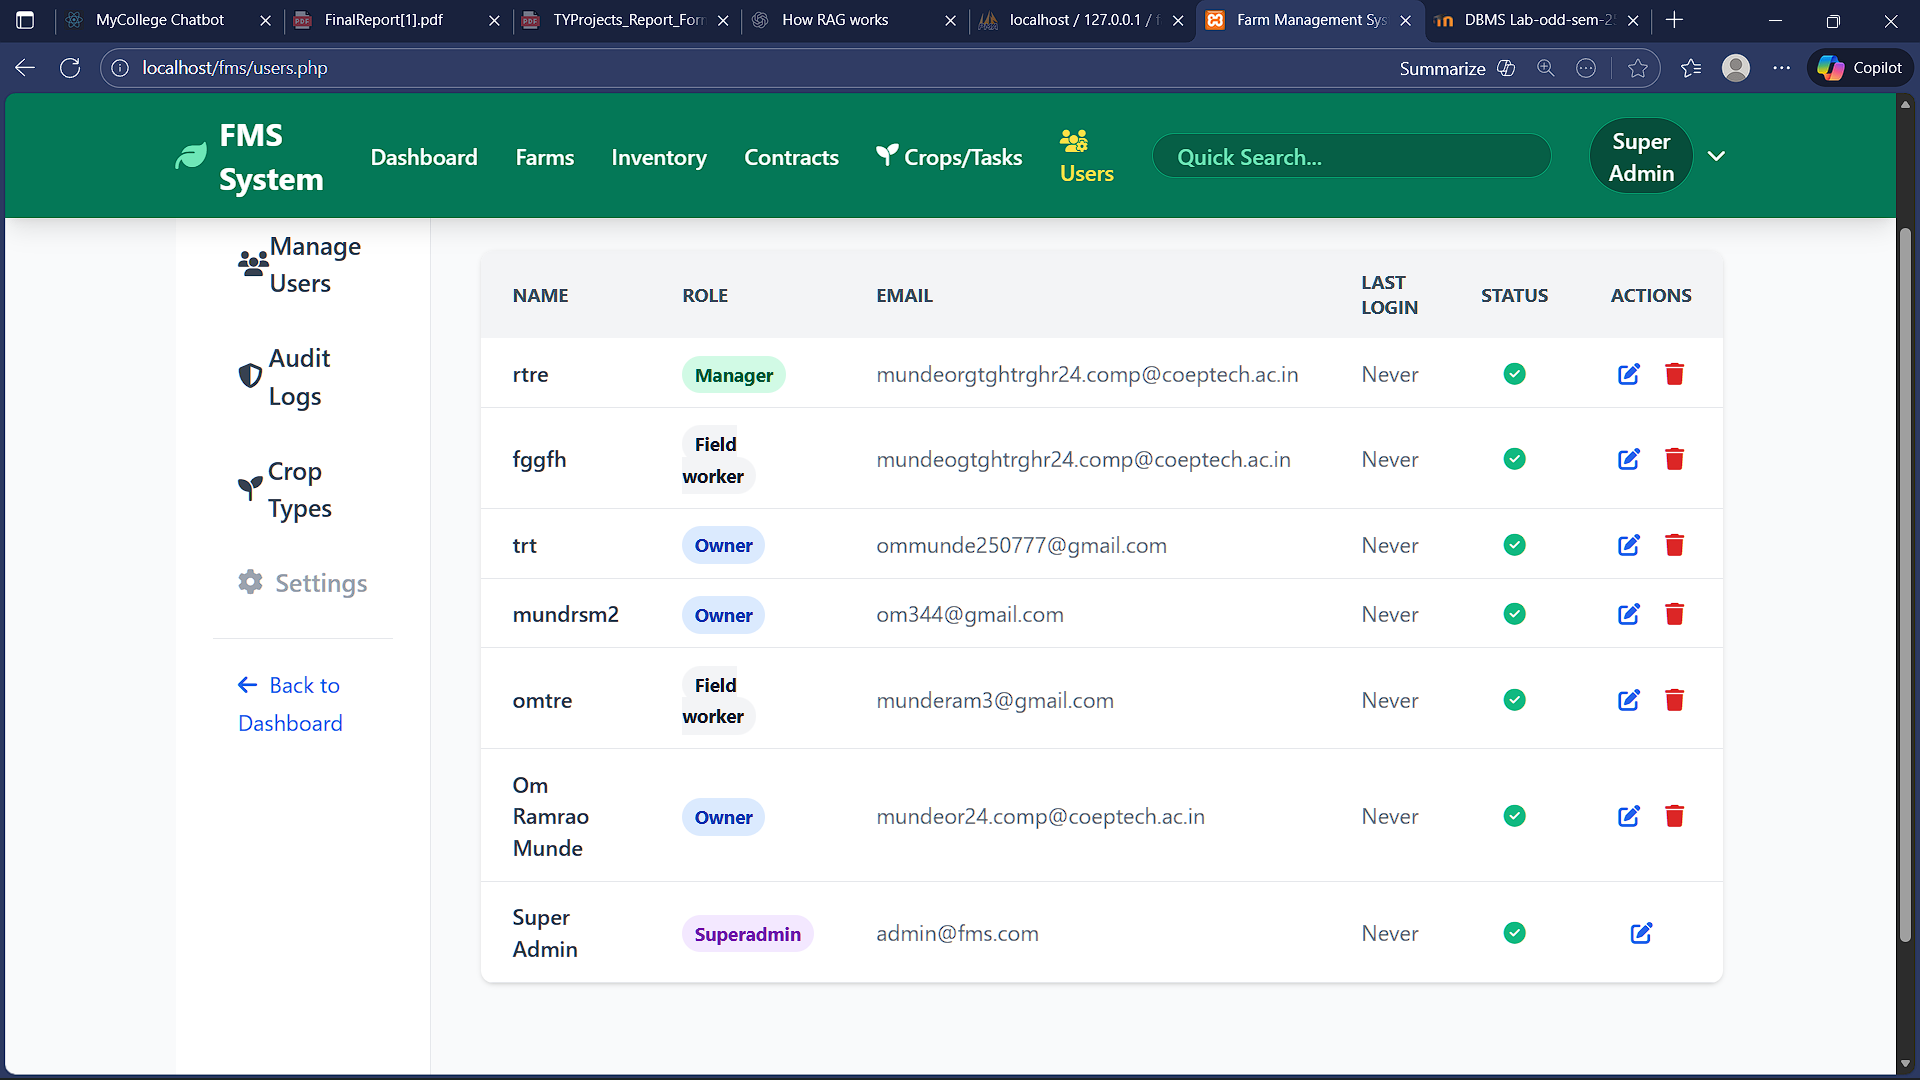 MyCollege Chatbot
FinalReport[1].pdf
TYProjects_Report_For
How RAG works
localhost / 127.0.0.1 / f
Farm Management Sys
DBMS Lab-odd-sem-2
localhost/fms/users.php
Summarize
Copilot
FMS
System
Dashboard
Farms
Inventory
Contracts
Crops/Tasks
Users
Quick Search...
Super
Admin
Manage
Users
Audit
Logs
Crop
Types
Settings
Back to
Dashboard
NAME ROLE EMAIL LAST LOGIN STATUS ACTIONS
rtre Manager mundeorgtghtrghr24.comp@coeptech.ac.in Never
fggfh Field worker mundeogtghtrghr24.comp@coeptech.ac.in Never
trt Owner ommunde250777@gmail.com Never
mundrsm2 Owner om344@gmail.com Never
omtre Field worker munderam3@gmail.com Never
Om Ramrao Munde Owner mundeor24.comp@coeptech.ac.in Never
Super Admin Superadmin admin@fms.com Never